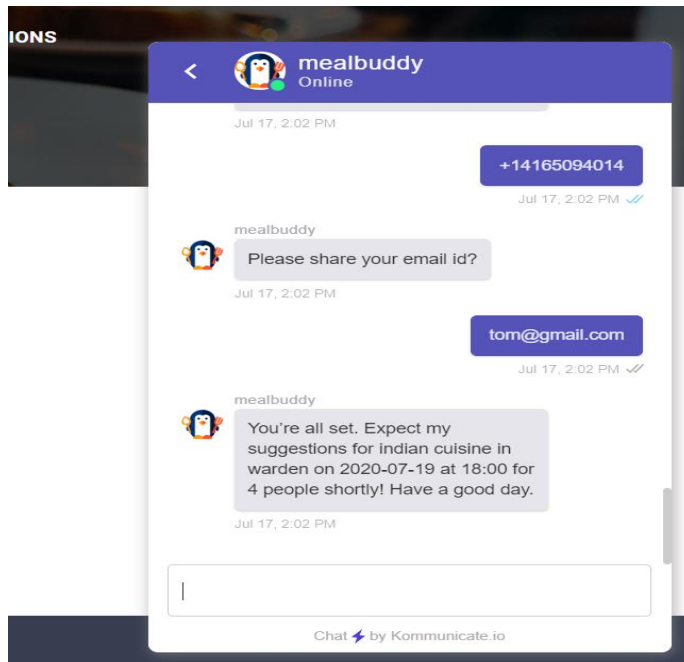 IONS
mealbuddy
Online
Jul 17, 2:02 PM
+14165094014
Jul 17, 2:02 PM
mealbuddy
Please share your email id?
Jul 17, 2:02 PM
tom@gmail.com
Jul 17, 2:02 PM
mealbuddy
You're all set. Expect my
suggestions for indian cuisine in
warden on 2020-07-19 at 18:00 for
4 people shortly! Have a good day.
Jul 17, 2:02 PM
Chat by Kommunicate.io